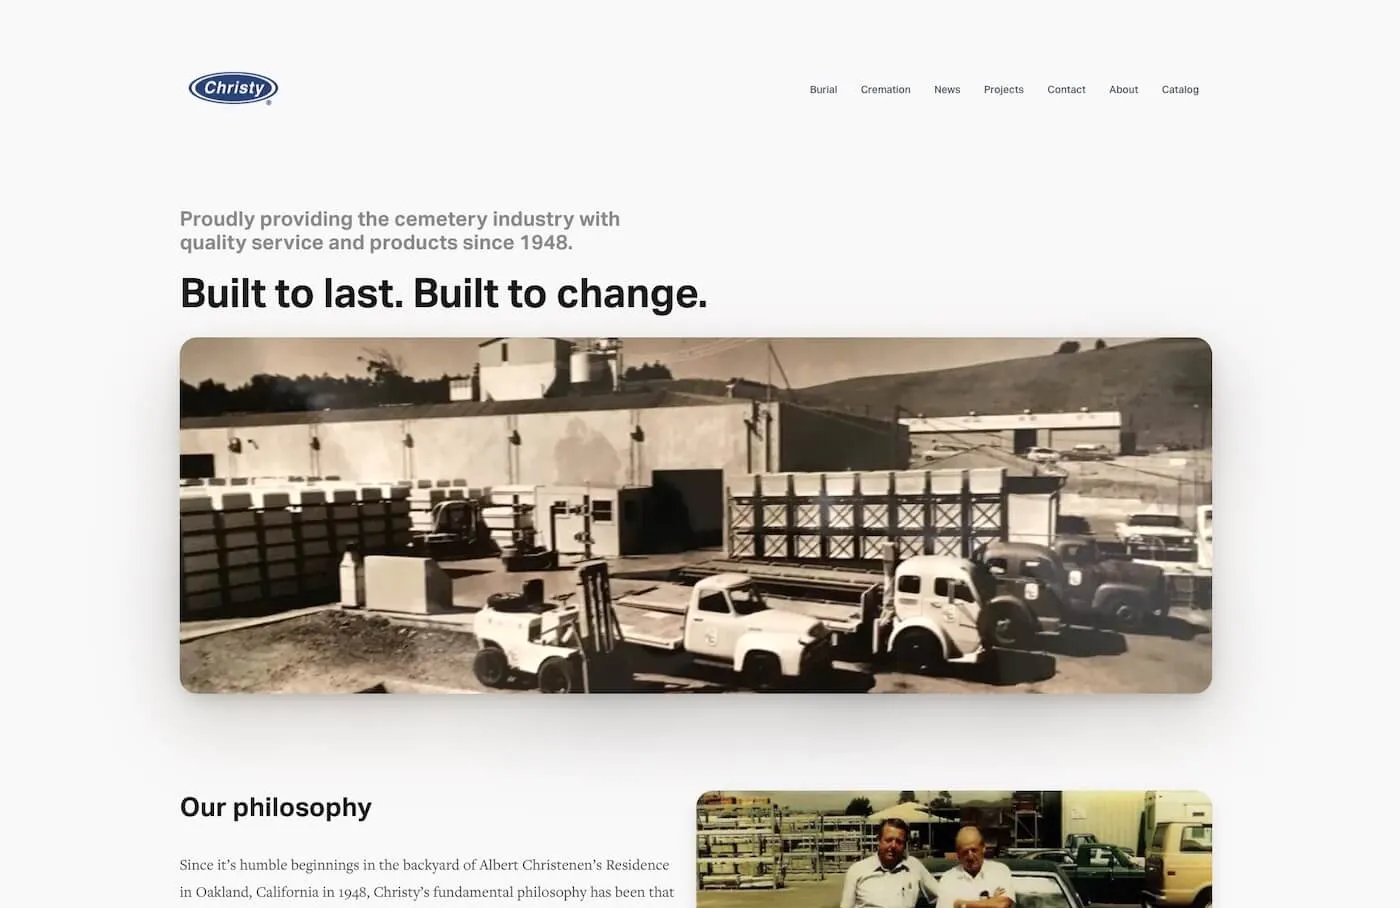 Christy
Burial Cremation News Projects Contact About Catalog
Proudly providing the cemetery industry with
quality service and products since 1948.
Built to last. Built to change.
Our philosophy
Since it’s humble beginnings in the backyard of Albert Christenen’s Residence
in Oakland, California in 1948, Christy’s fundamental philosophy has been that